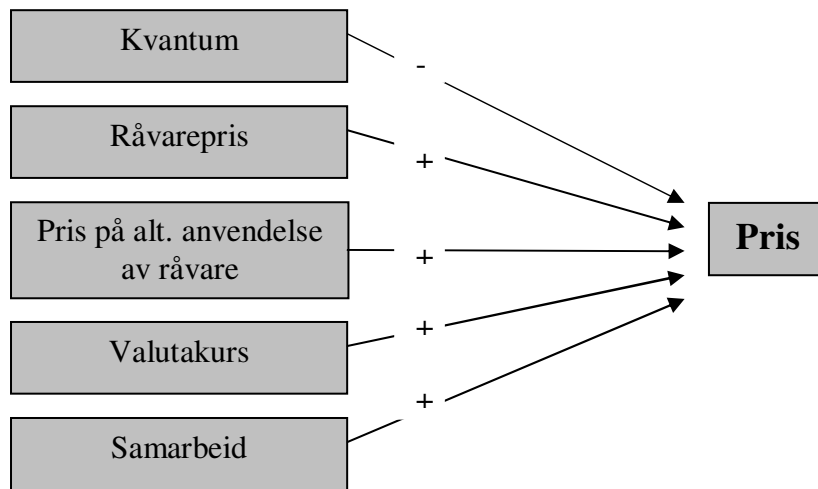 Kvantum
-
Råvarepris
+
Pris på alt. anvendelse
av råvare
+
Pris
Valutakurs
+
Samarbeid
+